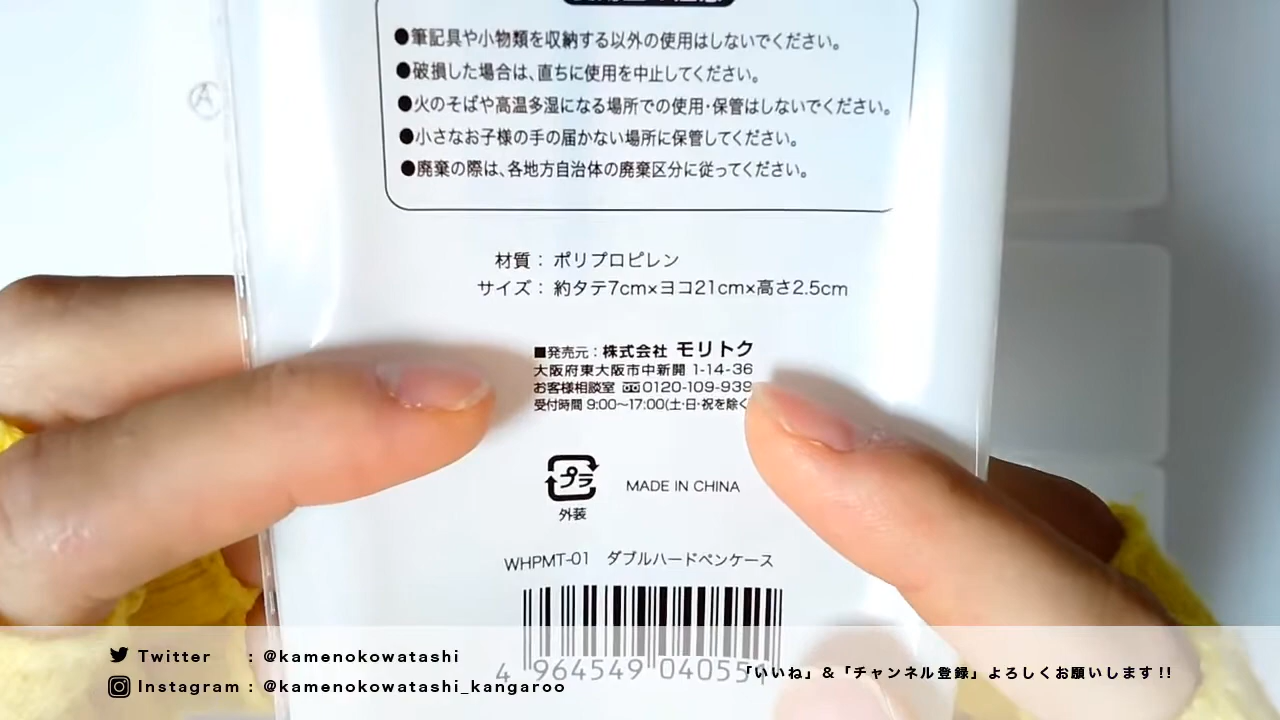 ●筆記具や小物類を収納する以外の使用はしないでください。
●破損した場合は、直ちに使用を中止してください。
●火のそばや高温多湿になる場所での使用・保管はしないでください。
●小さなお子様の手の届かない場所に保管してください。
●廃棄の際は、各地方自治体の廃棄区分に従ってください。
材質：ポリプロピレン
サイズ：約タテ7cm×ヨコ21cm×高さ2.5cm
■発売元：株式会社 モリトク
大阪府東大阪市中新開 1-14-36
お客様相談室 0120-109-939
受付時間 9:00～17:00(土・日・祝を除く
プラ
外装
MADE IN CHINA
WHPMT-01 ダブルハードペンケース
4 964549 040551
Twitter : @kamenokowatashi
Instagram : @kamenokowatashi_kangaroo
「いいね」&「チャンネル登録」よろしくお願いします!!